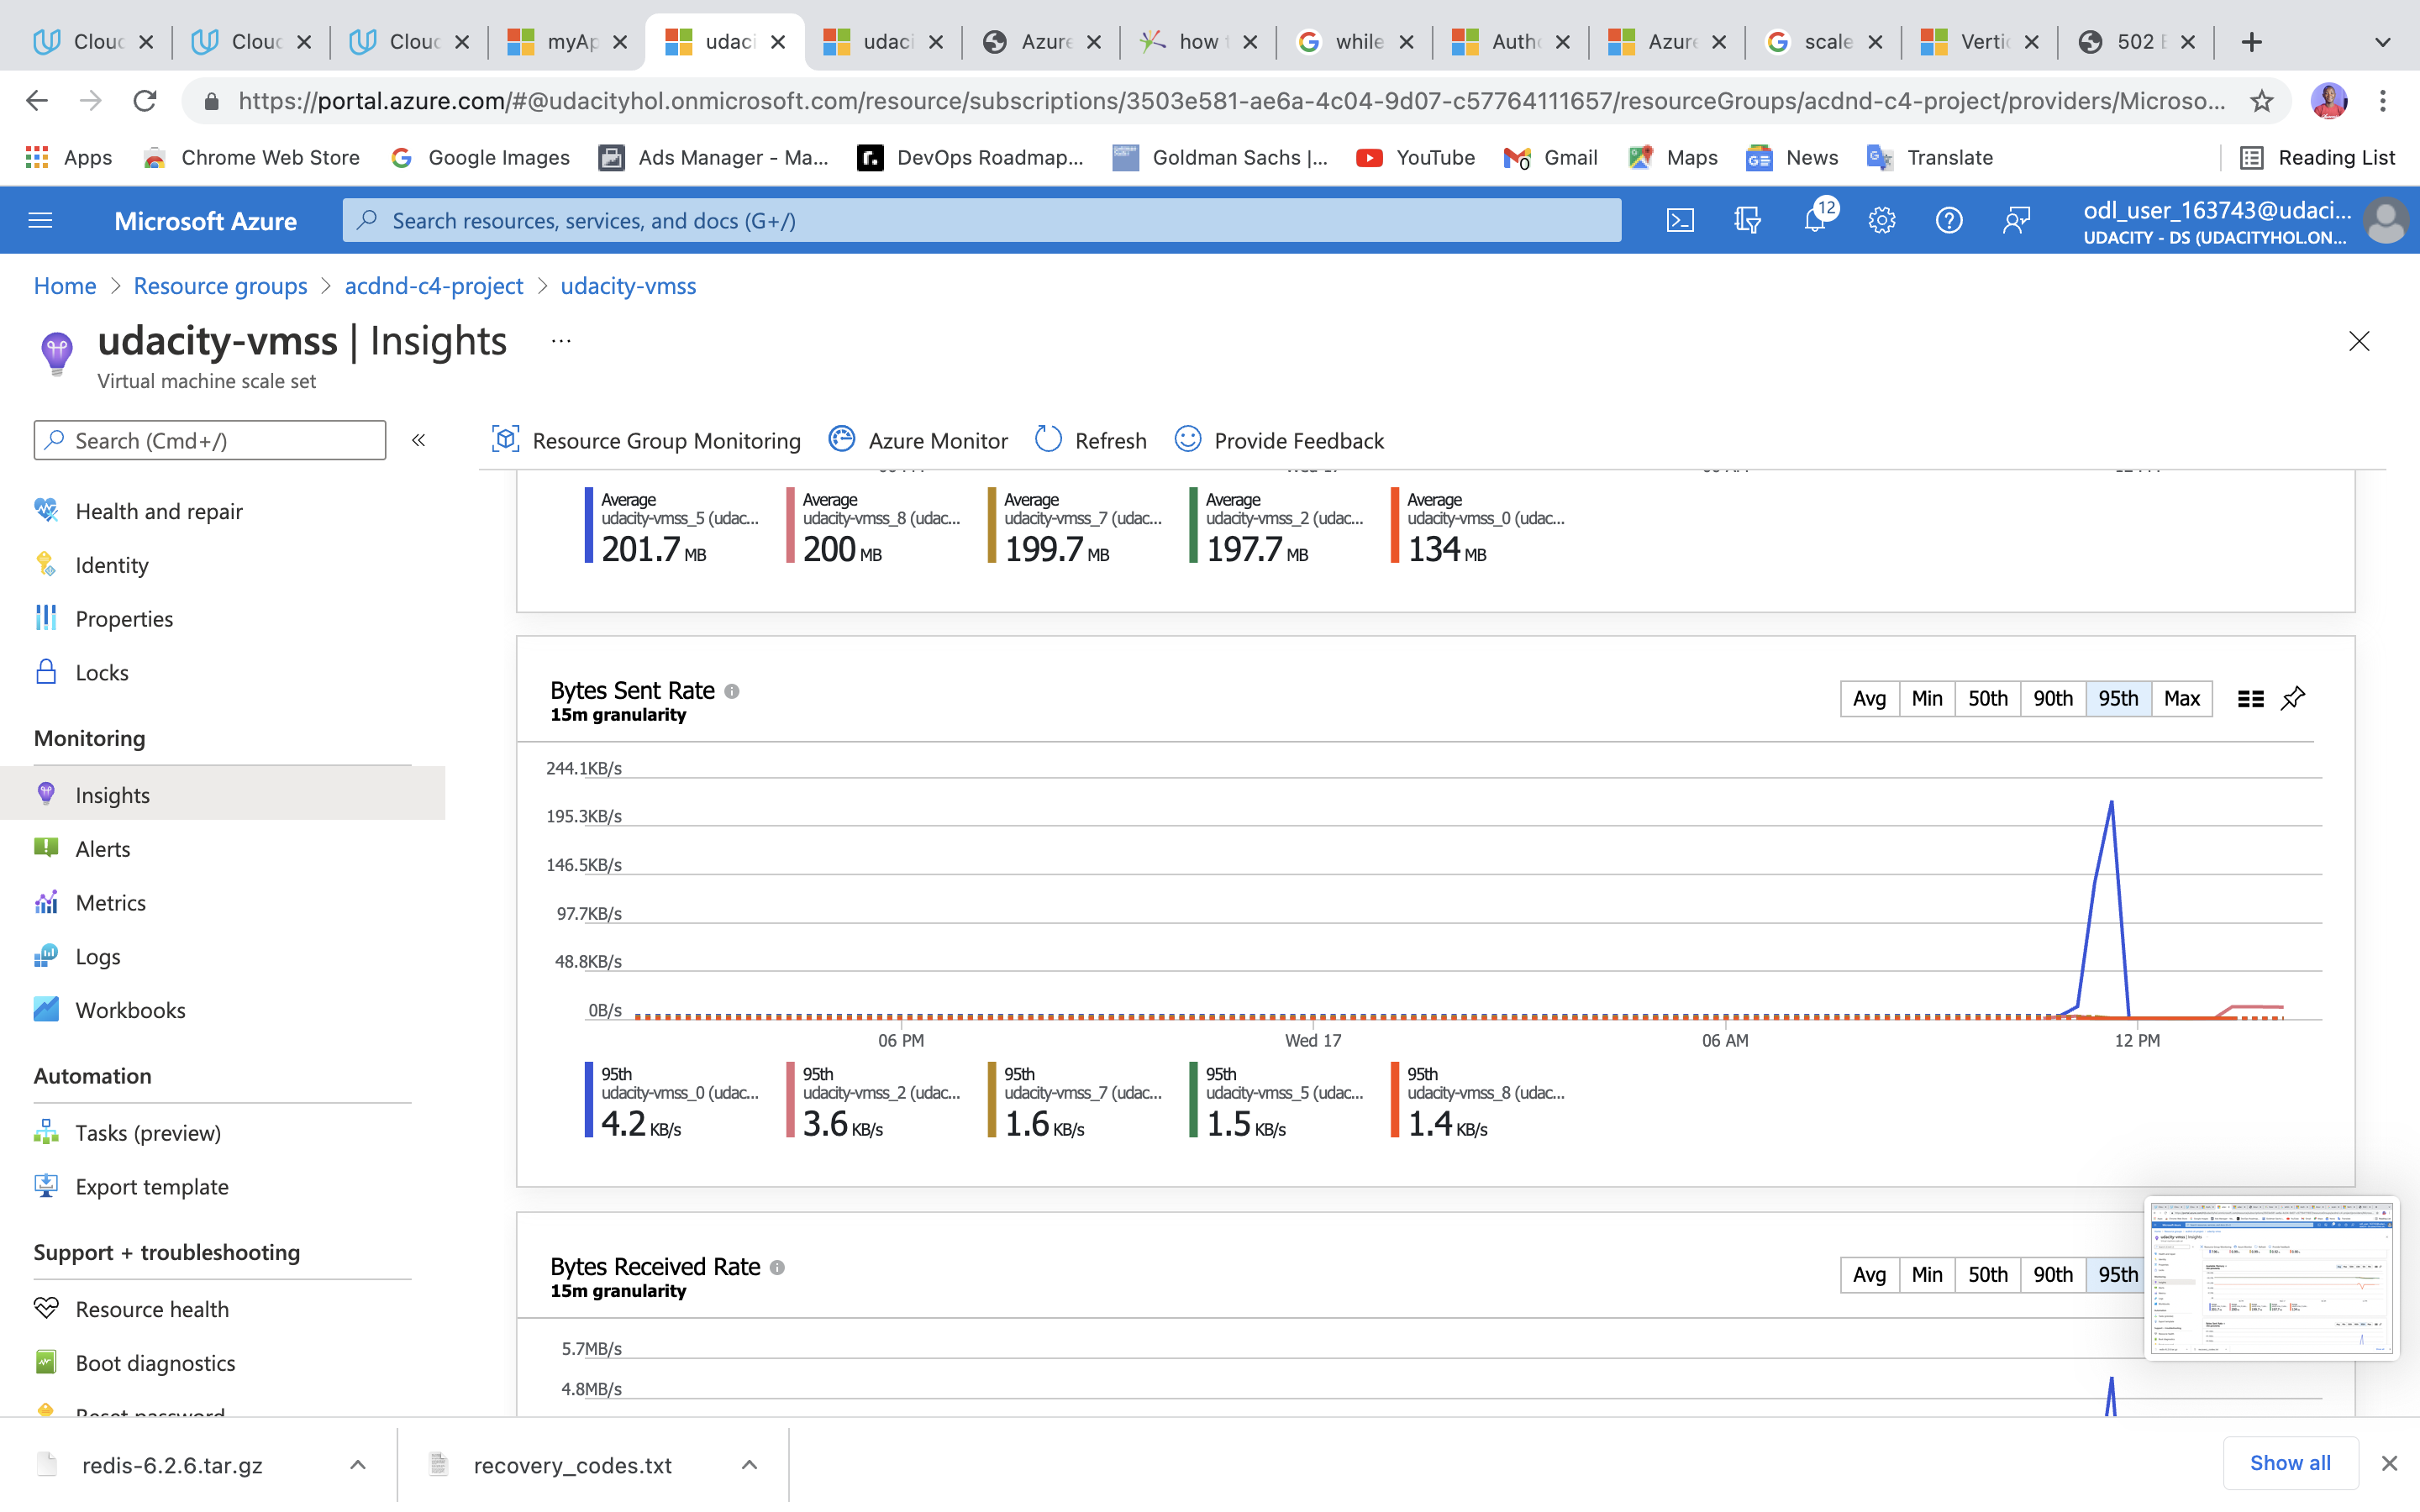 Clouc
Clouc
Clouc
myAp
udaci
udaci
Azure
how t
while
Autho
Azure
scale
Vertic
502 E
https://portal.azure.com/#@udacityhol.onmicrosoft.com/resource/subscriptions/3503e581-ae6a-4c04-9d07-c57764111657/resourceGroups/acdnd-c4-project/providers/Microso...
Apps
Chrome Web Store
Google Images
Ads Manager - Ma...
DevOps Roadmap...
Goldman Sachs |...
YouTube
Gmail
Maps
News
Translate
Reading List
Microsoft Azure
Search resources, services, and docs (G+/)
12
odl_user_163743@udaci...
UDACITY - DS (UDACITYHOL.ON...
Home > Resource groups > acdnd-c4-project > udacity-vmss
udacity-vmss | Insights ...
Virtual machine scale set
Search (Cmd+/)
«
Health and repair
Identity
Properties
Locks
Monitoring
Insights
Alerts
Metrics
Logs
Workbooks
Automation
Tasks (preview)
Export template
Support + troubleshooting
Resource health
Boot diagnostics
Reset password
Resource Group Monitoring
Azure Monitor
Refresh
Provide Feedback
Average
udacity-vmss_5 (udac...
201.7 MB
Average
udacity-vmss_8 (udac...
200 MB
Average
udacity-vmss_7 (udac...
199.7 MB
Average
udacity-vmss_2 (udac...
197.7 MB
Average
udacity-vmss_0 (udac...
134 MB
Bytes Sent Rate
15m granularity
Avg Min 50th 90th 95th Max
244.1KB/s
195.3KB/s
146.5KB/s
97.7KB/s
48.8KB/s
0B/s
06 PM
Wed 17
06 AM
12 PM
95th
udacity-vmss_0 (udac...
4.2 KB/s
95th
udacity-vmss_2 (udac...
3.6 KB/s
95th
udacity-vmss_7 (udac...
1.6 KB/s
95th
udacity-vmss_5 (udac...
1.5 KB/s
95th
udacity-vmss_8 (udac...
1.4 KB/s
Bytes Received Rate
15m granularity
Avg Min 50th 90th 95th
5.7MB/s
4.8MB/s
redis-6.2.6.tar.gz
recovery_codes.txt
Show all